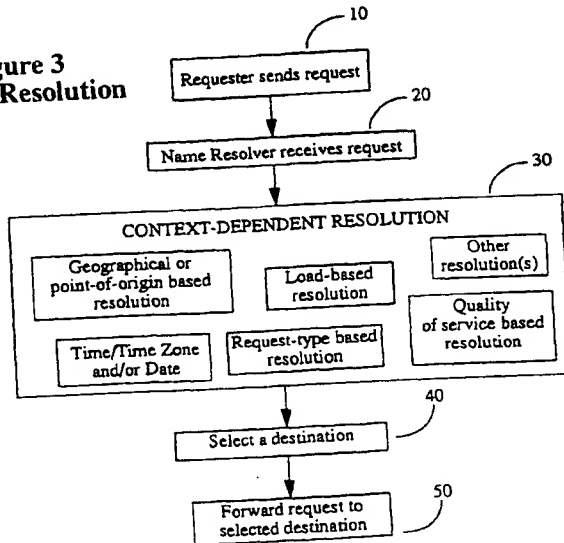 gure 3
Resolution
10
Requester sends request
20
Name Resolver receives request
30
CONTEXT-DEPENDENT RESOLUTION
Geographical or
point-of-origin based
resolution
Load-based
resolution
Other
resolution(s)
Time/Time Zone
and/or Date
Request-type based
resolution
Quality
of service based
resolution
40
Select a destination
50
Forward request to
selected destination